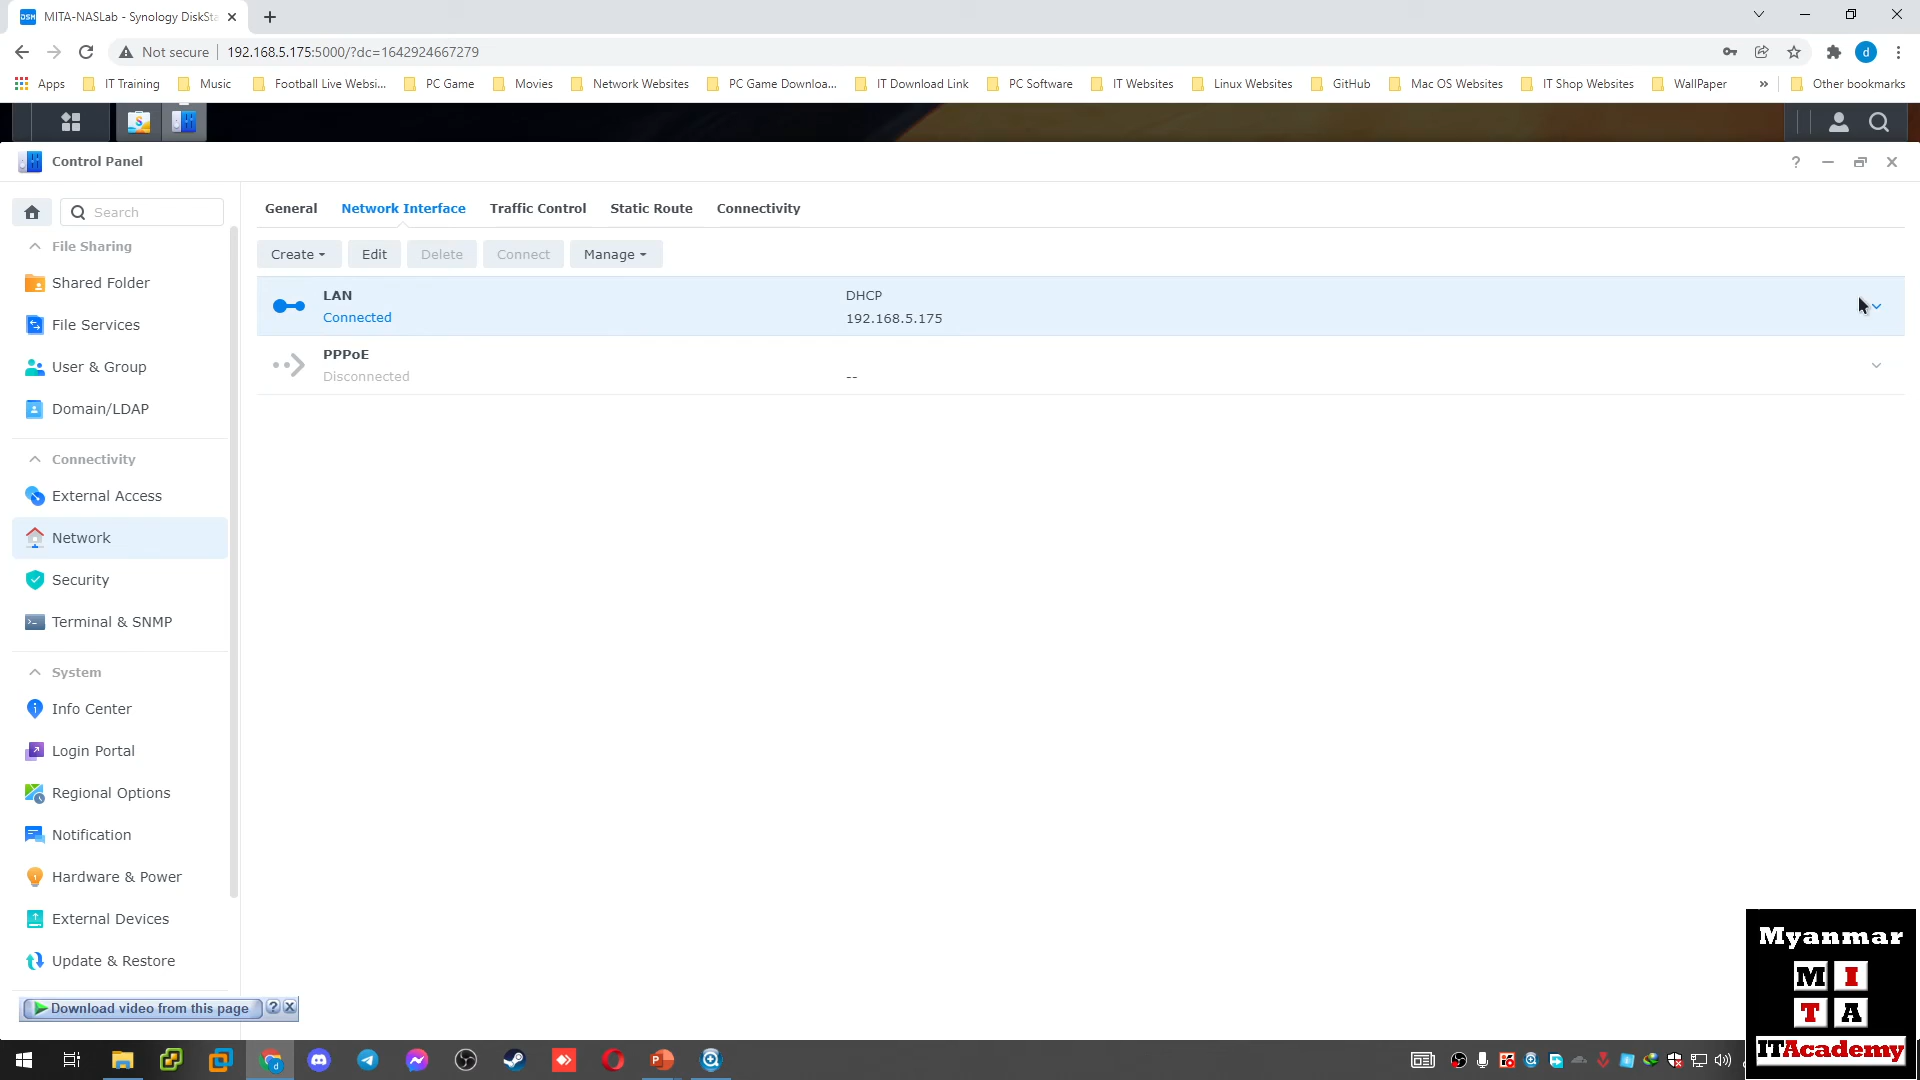 MITA-NASLab - Synology DiskSta
Not secure
192.168.5.175:5000/?dc=1642924667279
d
Apps
IT Training
Music
Football Live Websi...
PC Game
Movies
Network Websites
PC Game Downloa...
IT Download Link
PC Software
IT Websites
Linux Websites
GitHub
Mac OS Websites
IT Shop Websites
WallPaper
»
Other bookmarks
Control Panel
?
Search
General
Network Interface
Traffic Control
Static Route
Connectivity
File Sharing
Shared Folder
File Services
User & Group
Domain/LDAP
Connectivity
External Access
Network
Security
Terminal & SNMP
System
Info Center
Login Portal
Regional Options
Notification
Hardware & Power
External Devices
Update & Restore
Create
Edit
Delete
Connect
Manage
LAN
DHCP
Connected
192.168.5.175
PPPoE
Disconnected
--
Download video from this page
?
Myanmar
M I
T A
ITAcademy